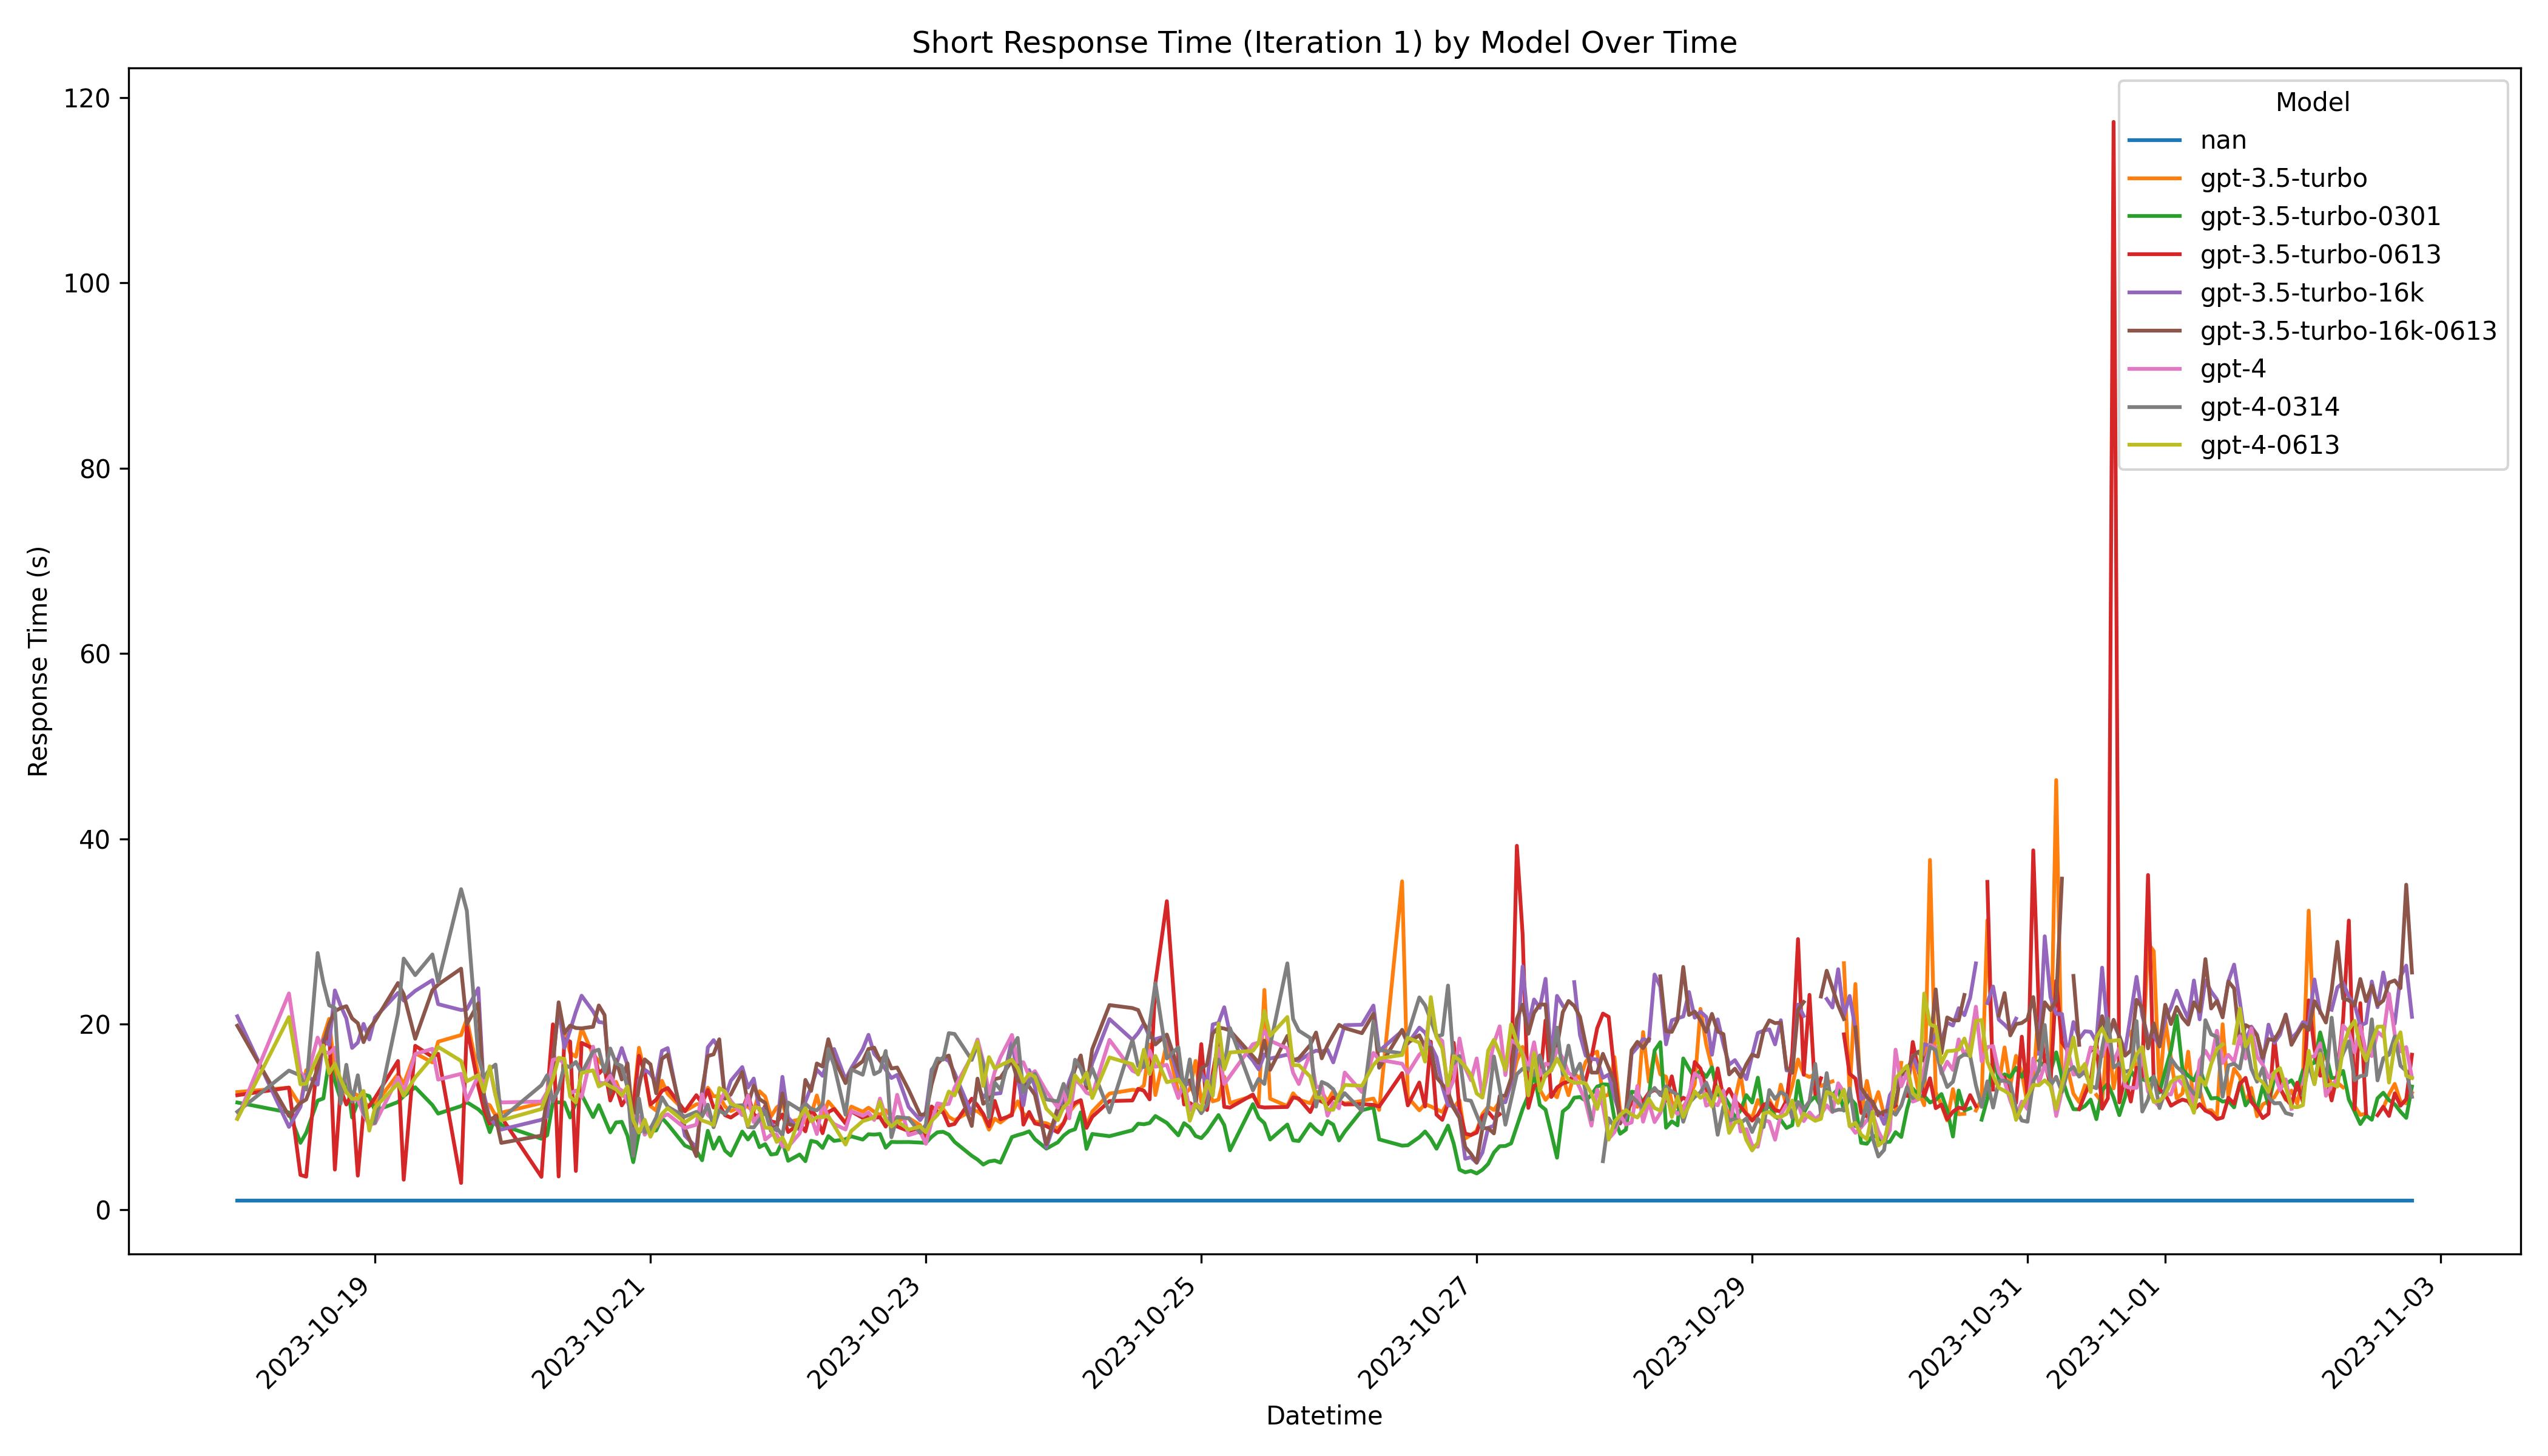 Short Response Time (Iteration 1) by Model Over Time
Model
nan
gpt-3.5-turbo
gpt-3.5-turbo-0301
gpt-3.5-turbo-0613
gpt-3.5-turbo-16k
gpt-3.5-turbo-16k-0613
gpt-4
gpt-4-0314
gpt-4-0613
120
100
80
60
40
20
0
Response Time (s)
2023-10-19
2023-10-21
2023-10-23
2023-10-25
2023-10-27
2023-10-29
2023-10-31
2023-11-01
2023-11-03
Datetime